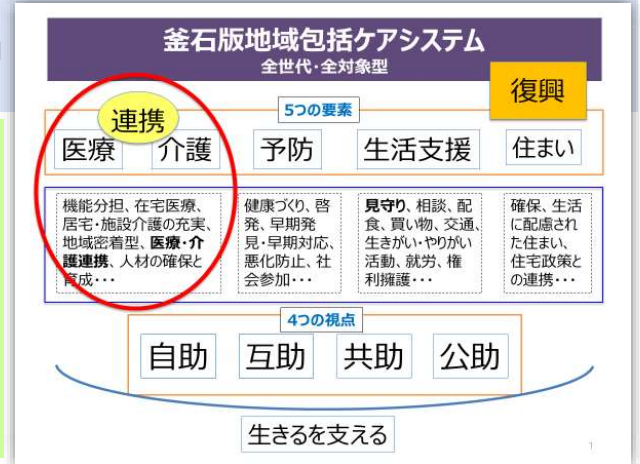 釜石版地域包括ケアシステム
全世代・全対象型
復興
連携
5つの要素
医療 介護 予防 生活支援 住まい
機能分担、在宅医療、
居宅・施設介護の充実、
地域密着型、医療・介
護連携、人材の確保と
育成・・・
健康づくり、啓
発、早期発
見・早期対応、
悪化防止、社
会参加・・・
見守り、相談、配
食、買い物、交通、
生きがい・やりがい
活動、就労、権
利擁護・・・
確保、生活
に配慮され
た住まい、
住宅政策と
の連携・・・
4つの視点
自助 互助 共助 公助
生きるを支える
1